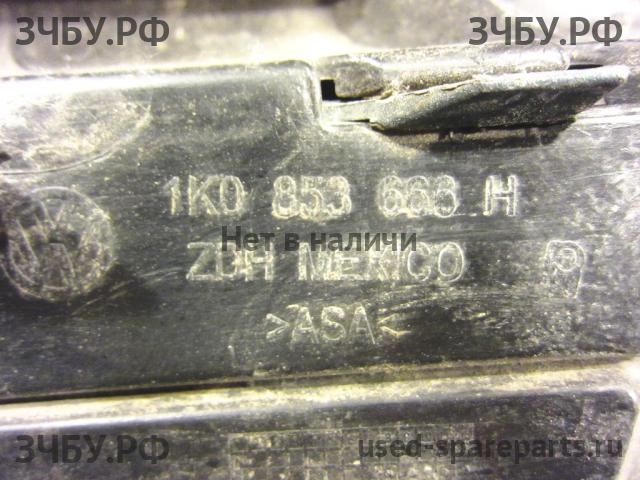 ЗЧБУ.РФ ЗЧБУ.РФ
1K0 853 666 H
Нет в наличи
ZDH MEXICO
>ASA<
ЗЧБУ.РФ used-spareparts.ru